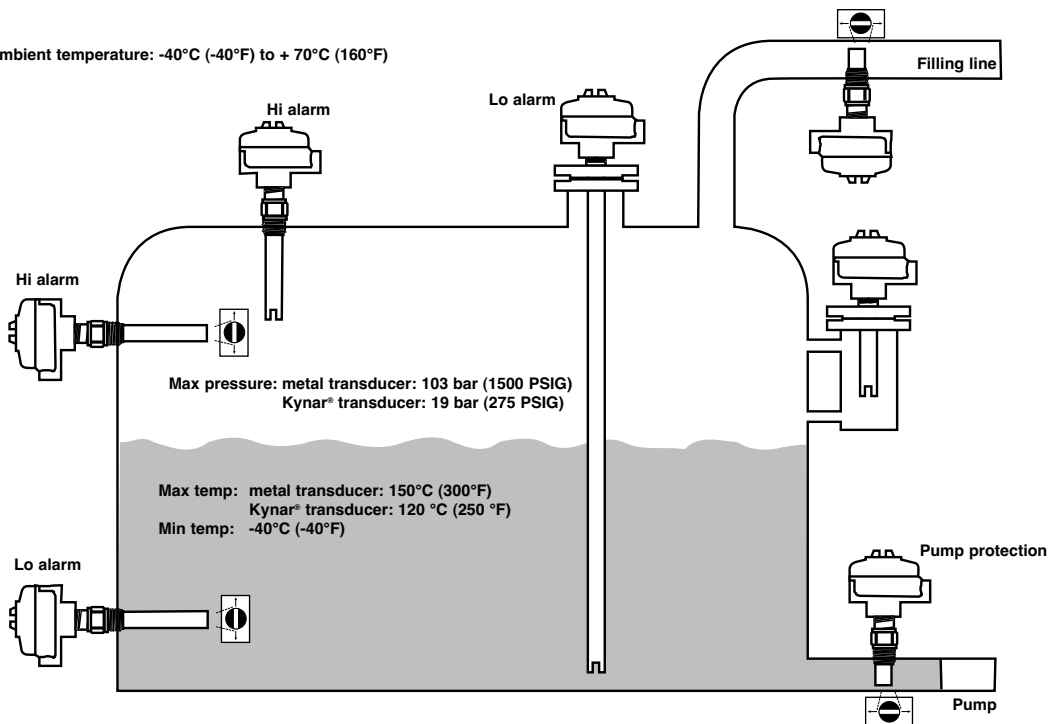 mbient temperature: -40°C (-40°F) to + 70°C (160°F)
Filling line
Lo alarm
Hi alarm
Hi alarm
Max pressure: metal transducer: 103 bar (1500 PSIG)
Kynar® transducer: 19 bar (275 PSIG)
Max temp: metal transducer: 150°C (300°F)
Kynar® transducer: 120 °C (250 °F)
Min temp: -40°C (-40°F)
Pump protection
Lo alarm
Pump